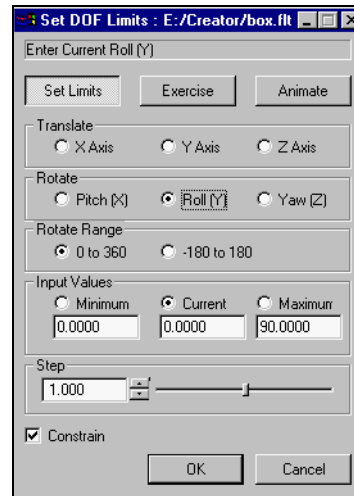 Set DOF Limits : E:/Creator/box.flt
Enter Current Roll (Y)
Set Limits Exercise Animate
Translate
X Axis Y Axis Z Axis
Rotate
Pitch (X) Roll (Y) Yaw (Z)
Rotate Range
0 to 360 -180 to 180
Input Values
Minimum Current Maximum
0.0000 0.0000 90.0000
Step
1.000
Constrain
OK Cancel